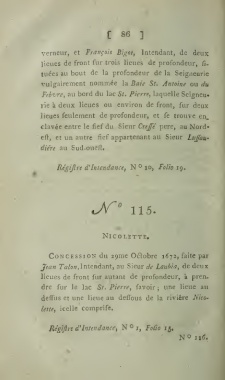 [ 86 ]
verneur, et François Bigot, Intendant, de deux
lieues de front sur trois lieues de profondeur, si-
tuées au bout de la profondeur de la Seigneurie
vulgairement nommée la Baie St. Antoine ou du
Febvre, au bord du lac St. Pierre, laquelle Seigneu-
rie à deux lieues ou environ de front, sur deux
lieues seulement de profondeur, et se trouve en-
clavée entre le fief du Sieur Cressé pere, au Nord-
est, et un autre fief appartenant au Sieur
au Sud-ouest.
Régistre d'Intendance, N° 10, Folio 19.
N° 115.
NICOLETTE.
CONCESSION du 29me Octobre 1672, faite par
Jean Talon, Intendant, au Sieur de Laubia, de deux
lieues de front sur autant de profondeur, à pren-
dre sur le lac St. Pierre, savoir; une lieue au
dessus et une lieue au dessous de la riviére Nico-
lette, icelle comprise.
Régistre d'Intendance, N° 1, Folio 15.
N° 116.